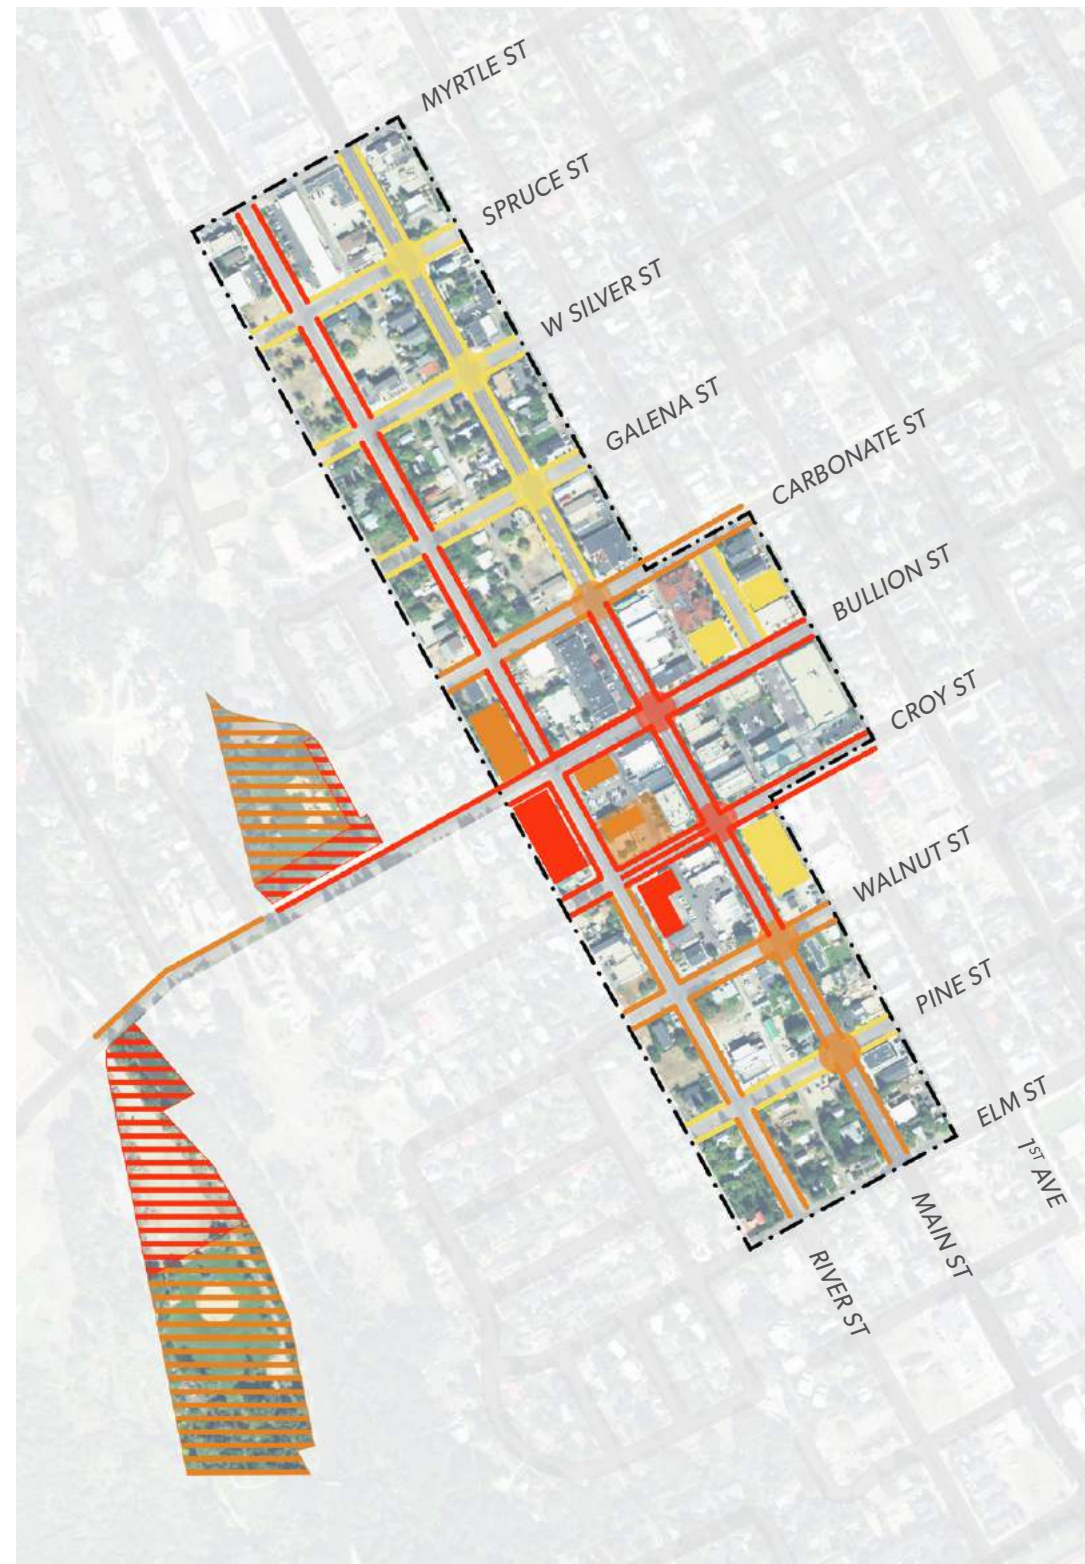 MYRTLE ST
SPRUCE ST
W SILVER ST
GALENA ST
CARBONATE ST
BULLION ST
CROY ST
WALNUT ST
PINE ST
ELM ST
1ST AVE
MAIN ST
RIVER ST